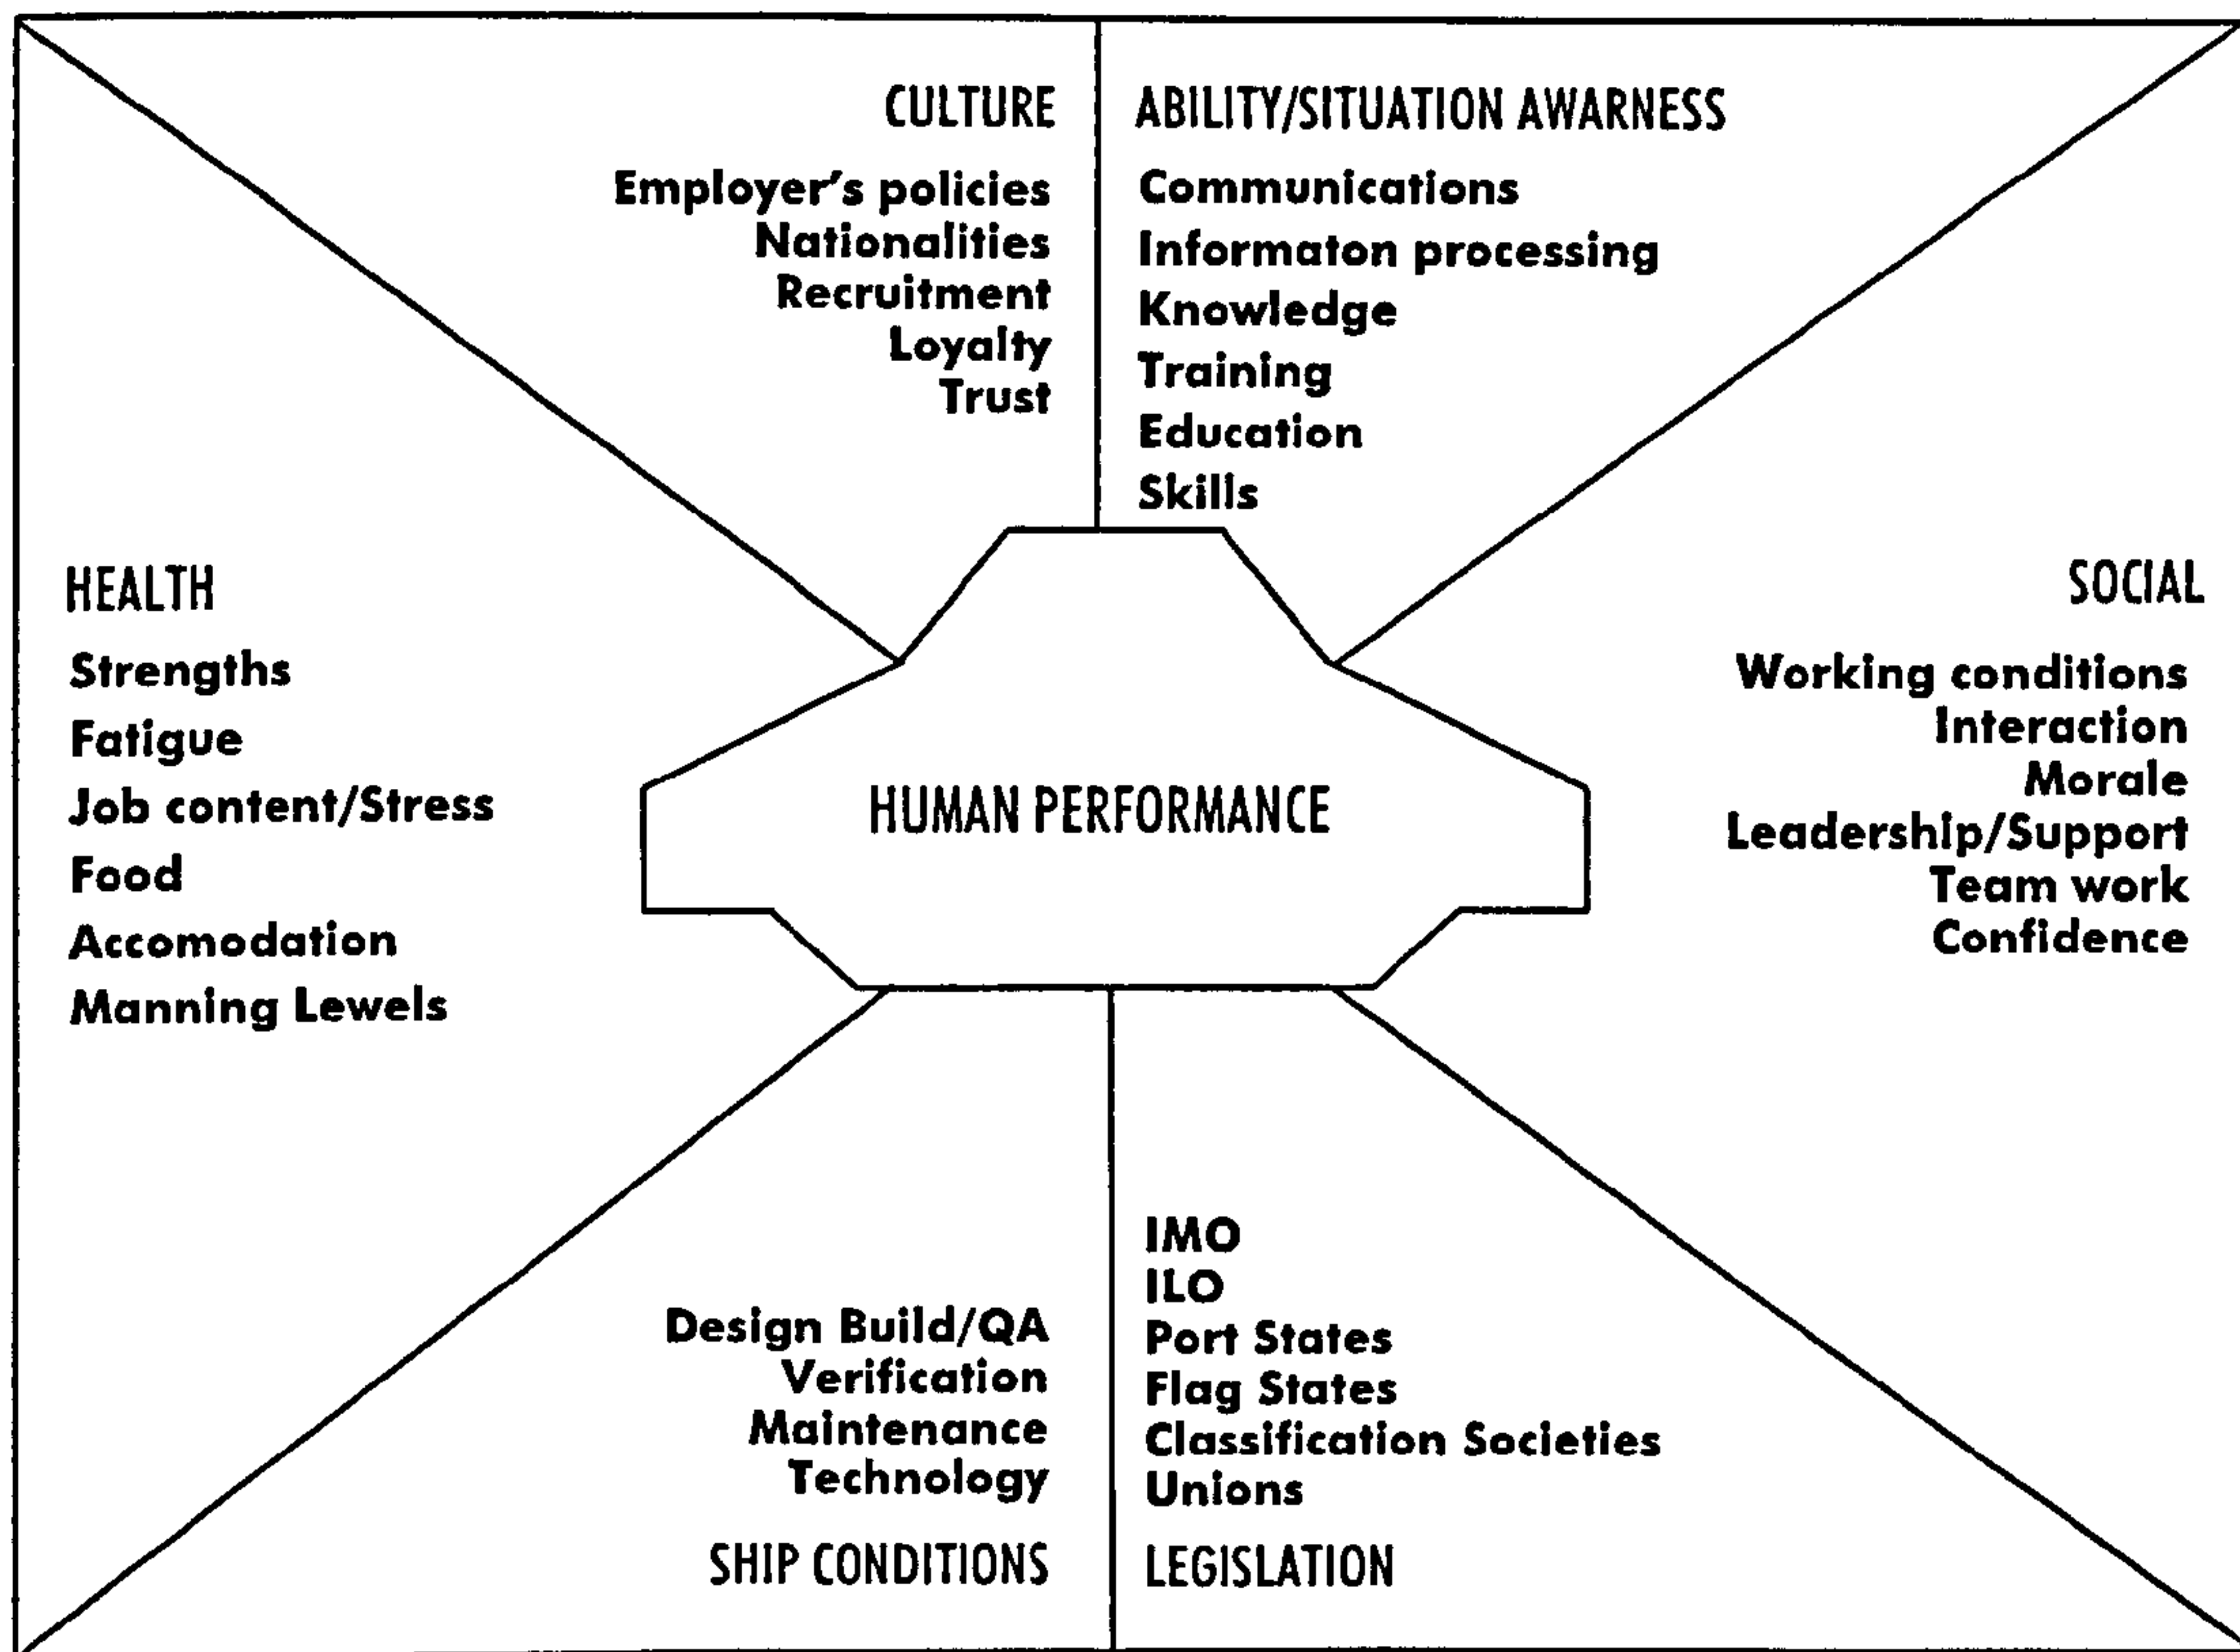 CULTURE
Employer's policies
Nationalities
Recruitment
Loyalty
Trust
ABILITY/SITUATION AWARNESS
Communications
Informaton processing
Knowledge
Training
Education
Skills
HEALTH
Strengths
Fatigue
Job content/Stress
Food
Accomodation
Manning Lewels
HUMAN PERFORMANCE
SOCIAL
Working conditions
Interaction
Morale
Leadership/Support
Team work
Confidence
Design Build/QA
Verification
Maintenance
Technology
SHIP CONDITIONS
IMO
ILO
Port States
Flag States
Classification Societies
Unions
LEGISLATION